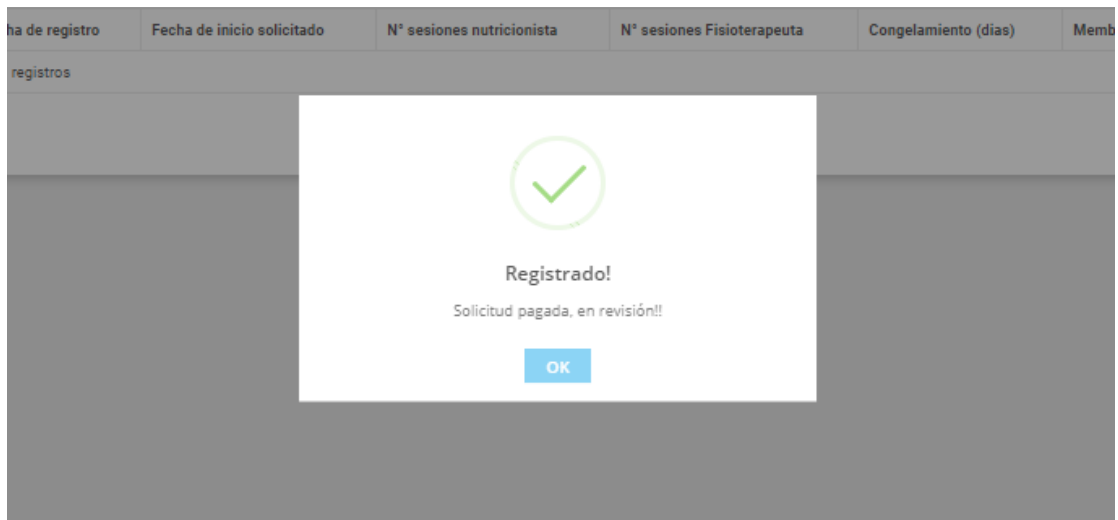 ha de registro Fecha de inicio solicitado N° sesiones nutricionista N° sesiones Fisioterapeuta Congelamiento (dias) Memb
registros
Registrado!
Solicitud pagada, en revisión!!
OK